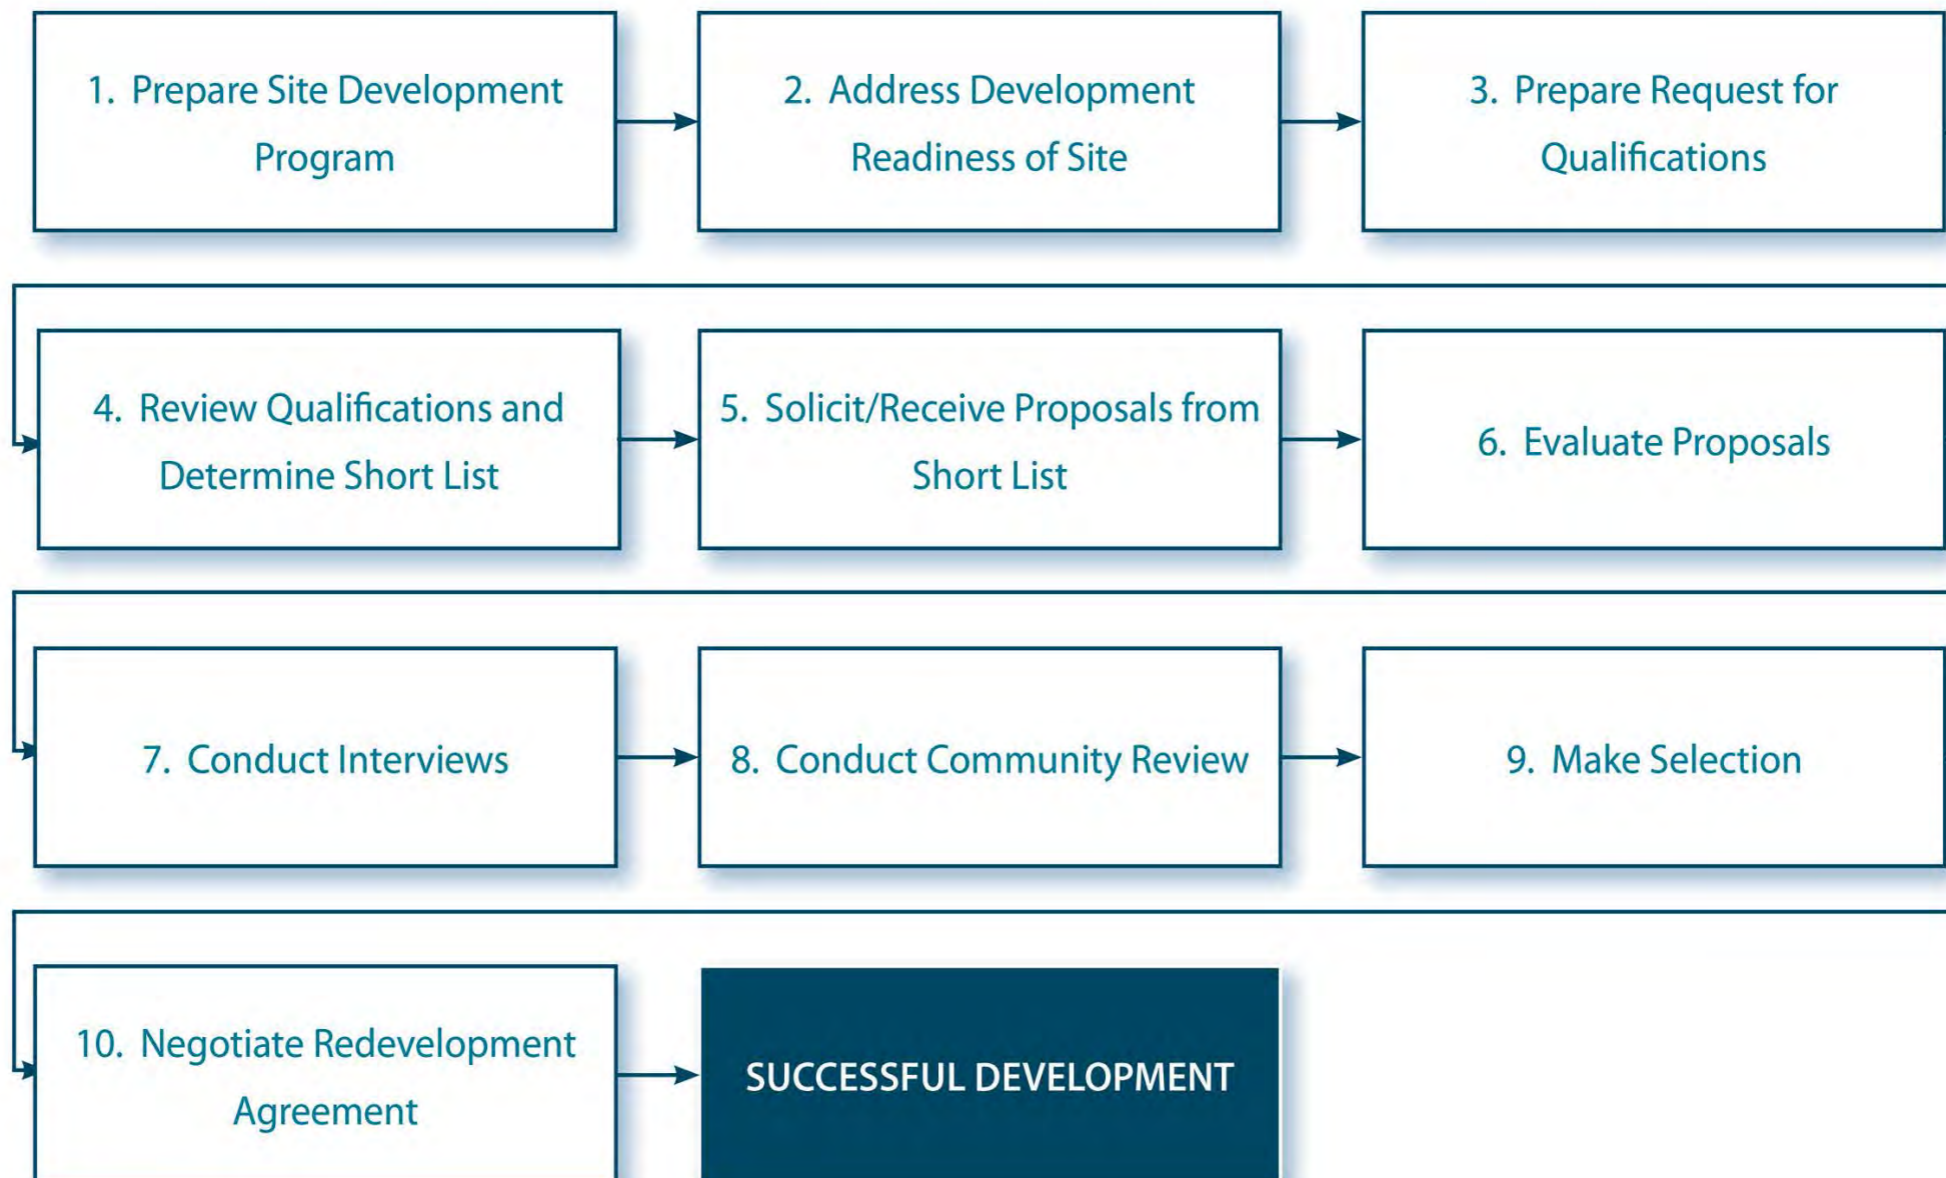 1. Prepare Site Development
Program
2. Address Development
Readiness of Site
3. Prepare Request for
Qualifications
4. Review Qualifications and
Determine Short List
5. Solicit/Receive Proposals from
Short List
6. Evaluate Proposals
7. Conduct Interviews
8. Conduct Community Review
9. Make Selection
10. Negotiate Redevelopment
Agreement
SUCCESSFUL DEVELOPMENT